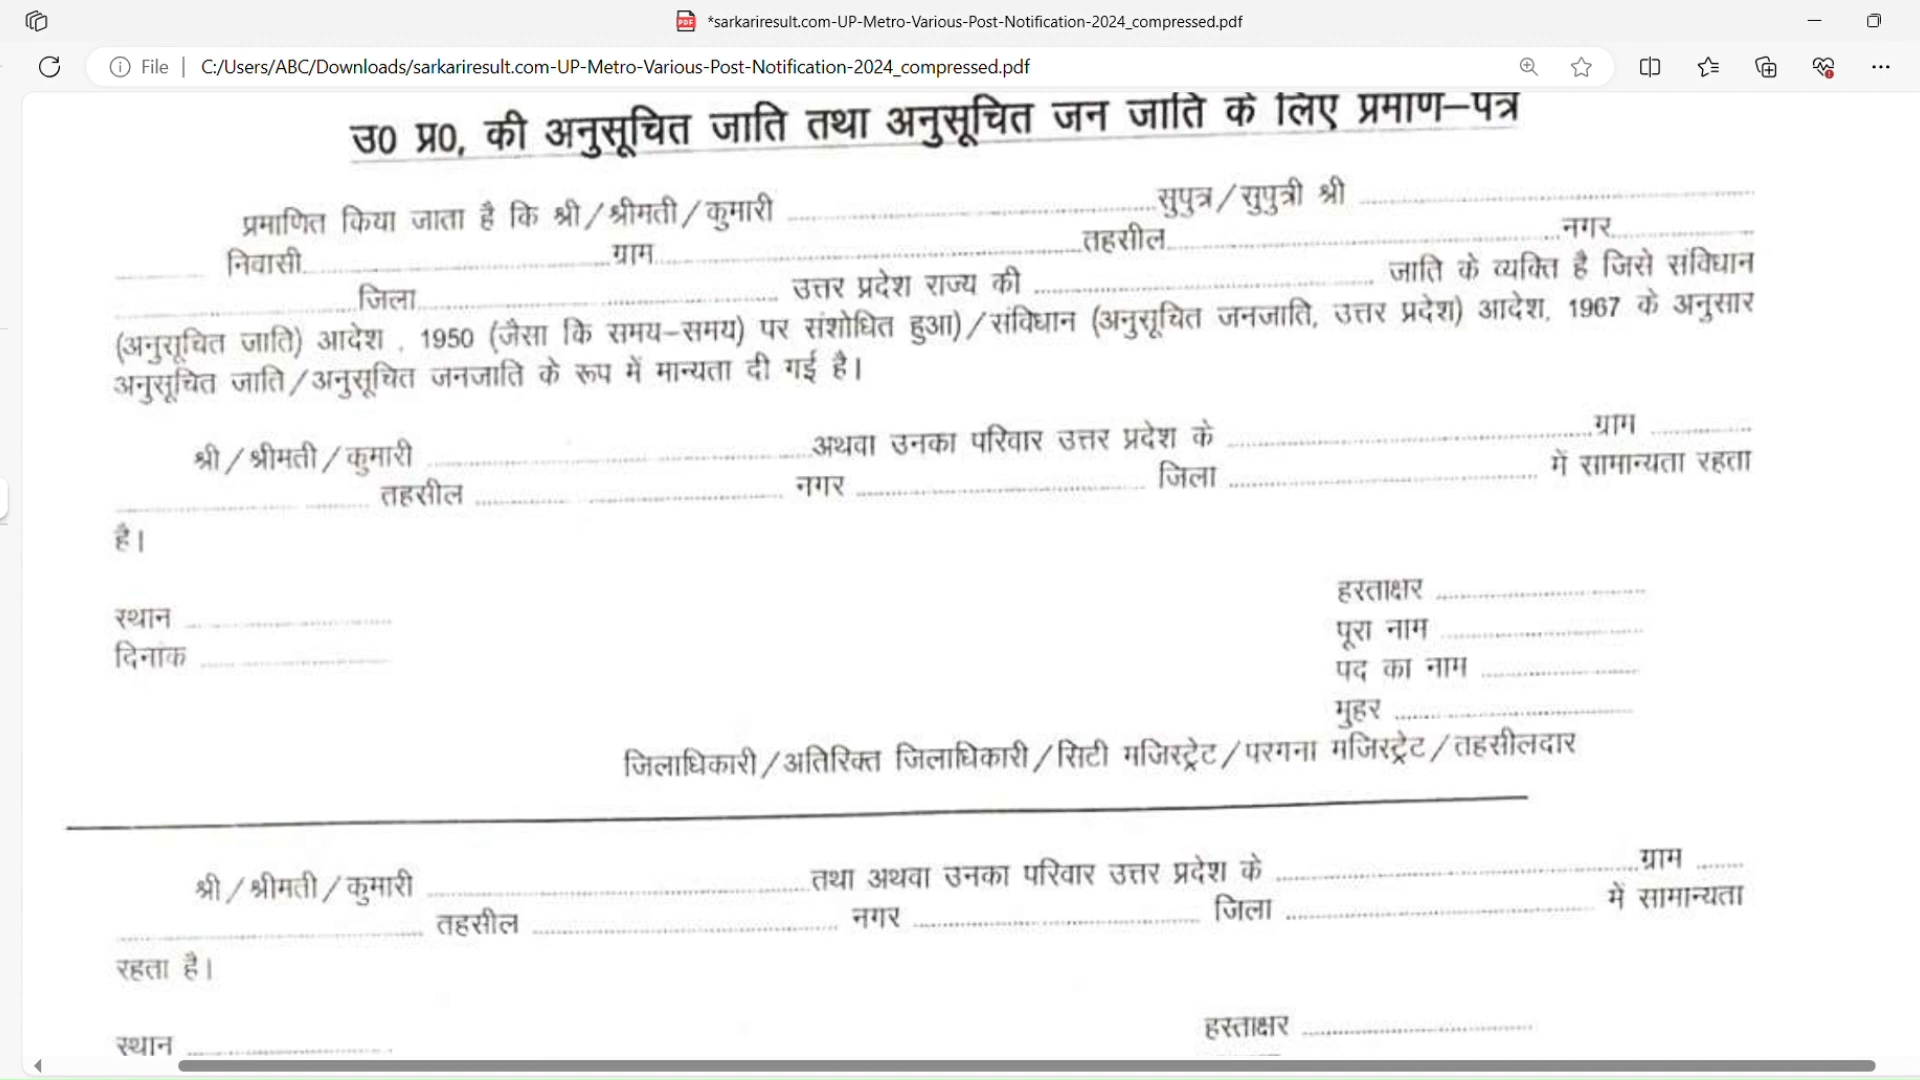 *sarkariresult.com-UP-Metro-Various-Post-Notification-2024_compressed.pdf
File | C:/Users/ABC/Downloads/sarkariresult.com-UP-Metro-Various-Post-Notification-2024_compressed.pdf
उ0 प्र0, की अनुसूचित जाति तथा अनुसूचित जन जाति के लिए प्रमाण–पत्र
प्रमाणित किया जाता है कि श्री/श्रीमती/कुमारी ........................ सुपुत्र/सुपुत्री श्री ........................
............ निवासी........................ग्राम........................तहसील........................नगर............
........................जिला........................ उत्तर प्रदेश राज्य की ........................ जाति के व्यक्ति है जिसे संविधान
(अनुसूचित जाति) आदेश , 1950 (जैसा कि समय–समय) पर संशोधित हुआ)/संविधान (अनुसूचित जनजाति, उत्तर प्रदेश) आदेश, 1967 के अनुसार
अनुसूचित जाति/अनुसूचित जनजाति के रूप में मान्यता दी गई है।
श्री/श्रीमती/कुमारी ........................अथवा उनका परिवार उत्तर प्रदेश के ........................ग्राम ............
........................ तहसील ........................ नगर ........................ जिला ........................ में सामान्यता रहता
है।
स्थान ............
दिनांक ............
हस्ताक्षर ............
पूरा नाम ............
पद का नाम ............
मुहर ............
जिलाधिकारी/अतिरिक्त जिलाधिकारी/सिटी मजिस्ट्रेट/परगना मजिस्ट्रेट/तहसीलदार
श्री/श्रीमती/कुमारी ........................तथा अथवा उनका परिवार उत्तर प्रदेश के ........................ग्राम ......
........................ तहसील ........................ नगर ........................ जिला ........................ में सामान्यता
रहता है।
स्थान ............ हस्ताक्षर ............